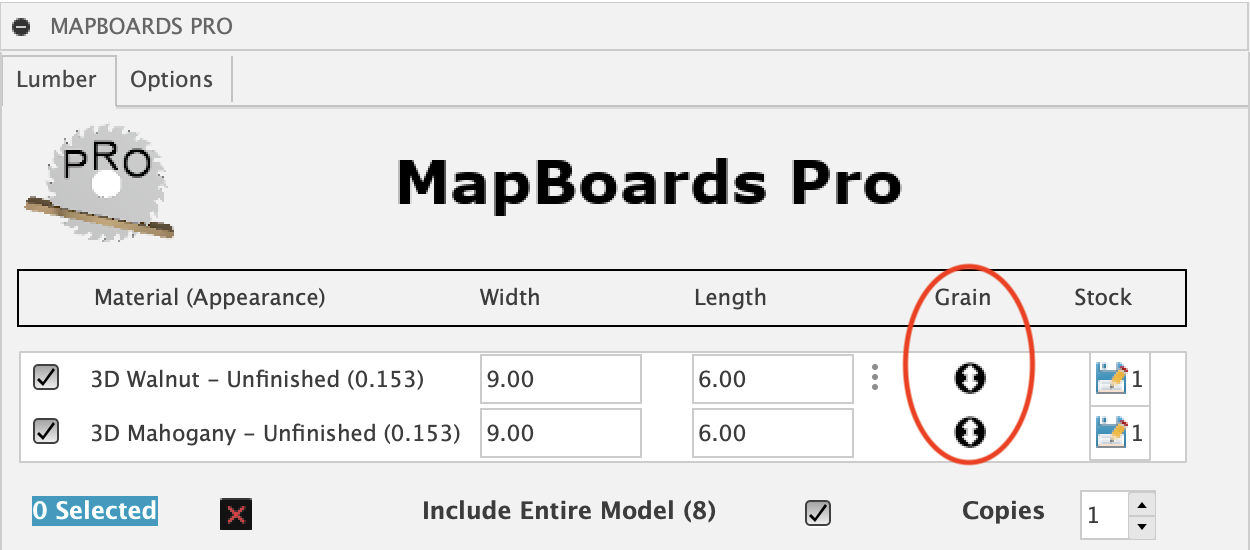 MAPBOARDS PRO
Lumber Options
PRO
MapBoards Pro
Material (Appearance) Width Length Grain Stock
3D Walnut – Unfinished (0.153) 9.00 6.00 1
3D Mahogany – Unfinished (0.153) 9.00 6.00 1
0 Selected Include Entire Model (8) Copies 1